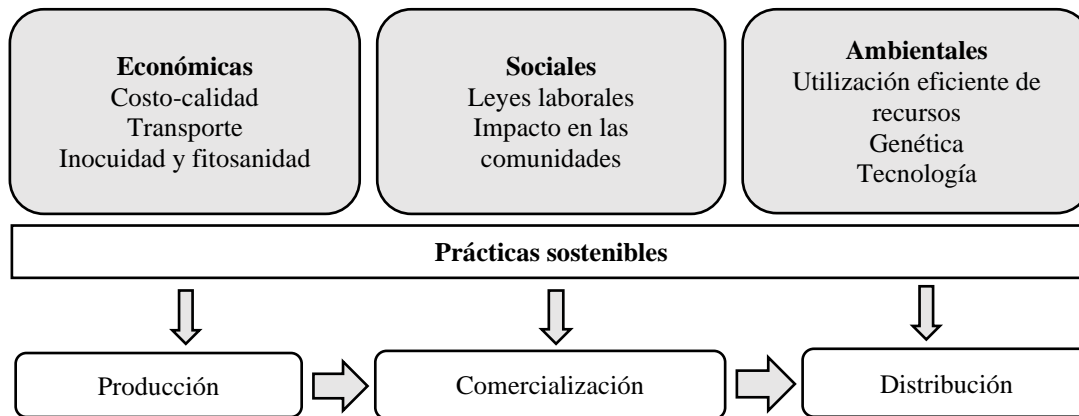 Económicas
Costo-calidad
Transporte
Inocuidad y fitosanidad
Sociales
Leyes laborales
Impacto en las
comunidades
Ambientales
Utilización eficiente de
recursos
Genética
Tecnología
Prácticas sostenibles
Producción
Comercialización
Distribución